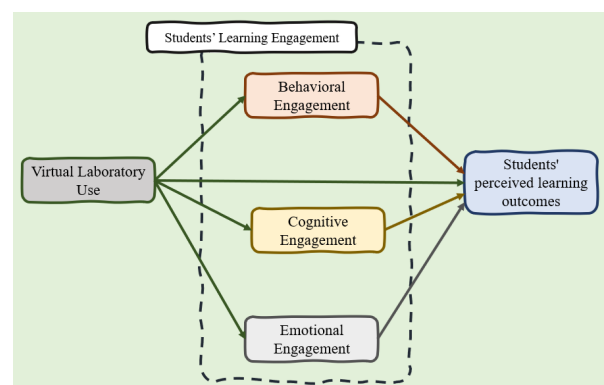 Students’ Learning Engagement
Behavioral
Engagement
Virtual Laboratory
Use
Students'
perceived learning
outcomes
Cognitive
Engagement
Emotional
Engagement